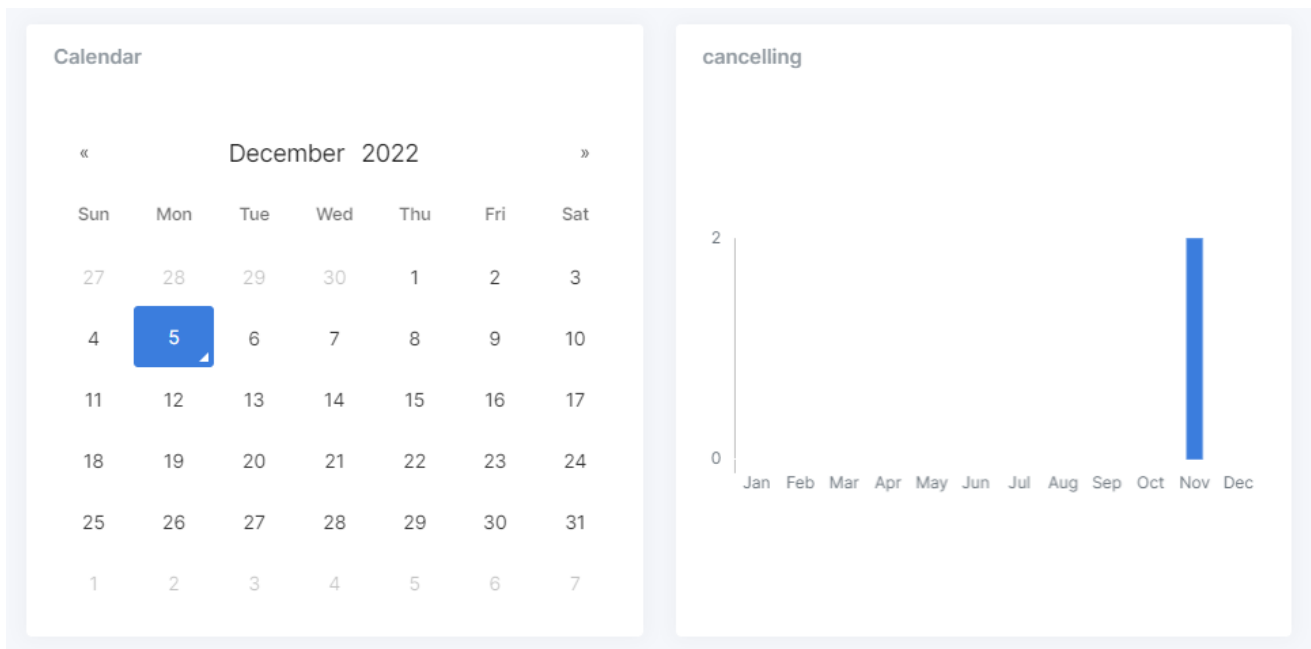 Calendar
« December 2022 »
Sun Mon Tue Wed Thu Fri Sat
27 28 29 30 1 2 3
4 5 6 7 8 9 10
11 12 13 14 15 16 17
18 19 20 21 22 23 24
25 26 27 28 29 30 31
1 2 3 4 5 6 7
cancelling
2
0
Jan Feb Mar Apr May Jun Jul Aug Sep Oct Nov Dec